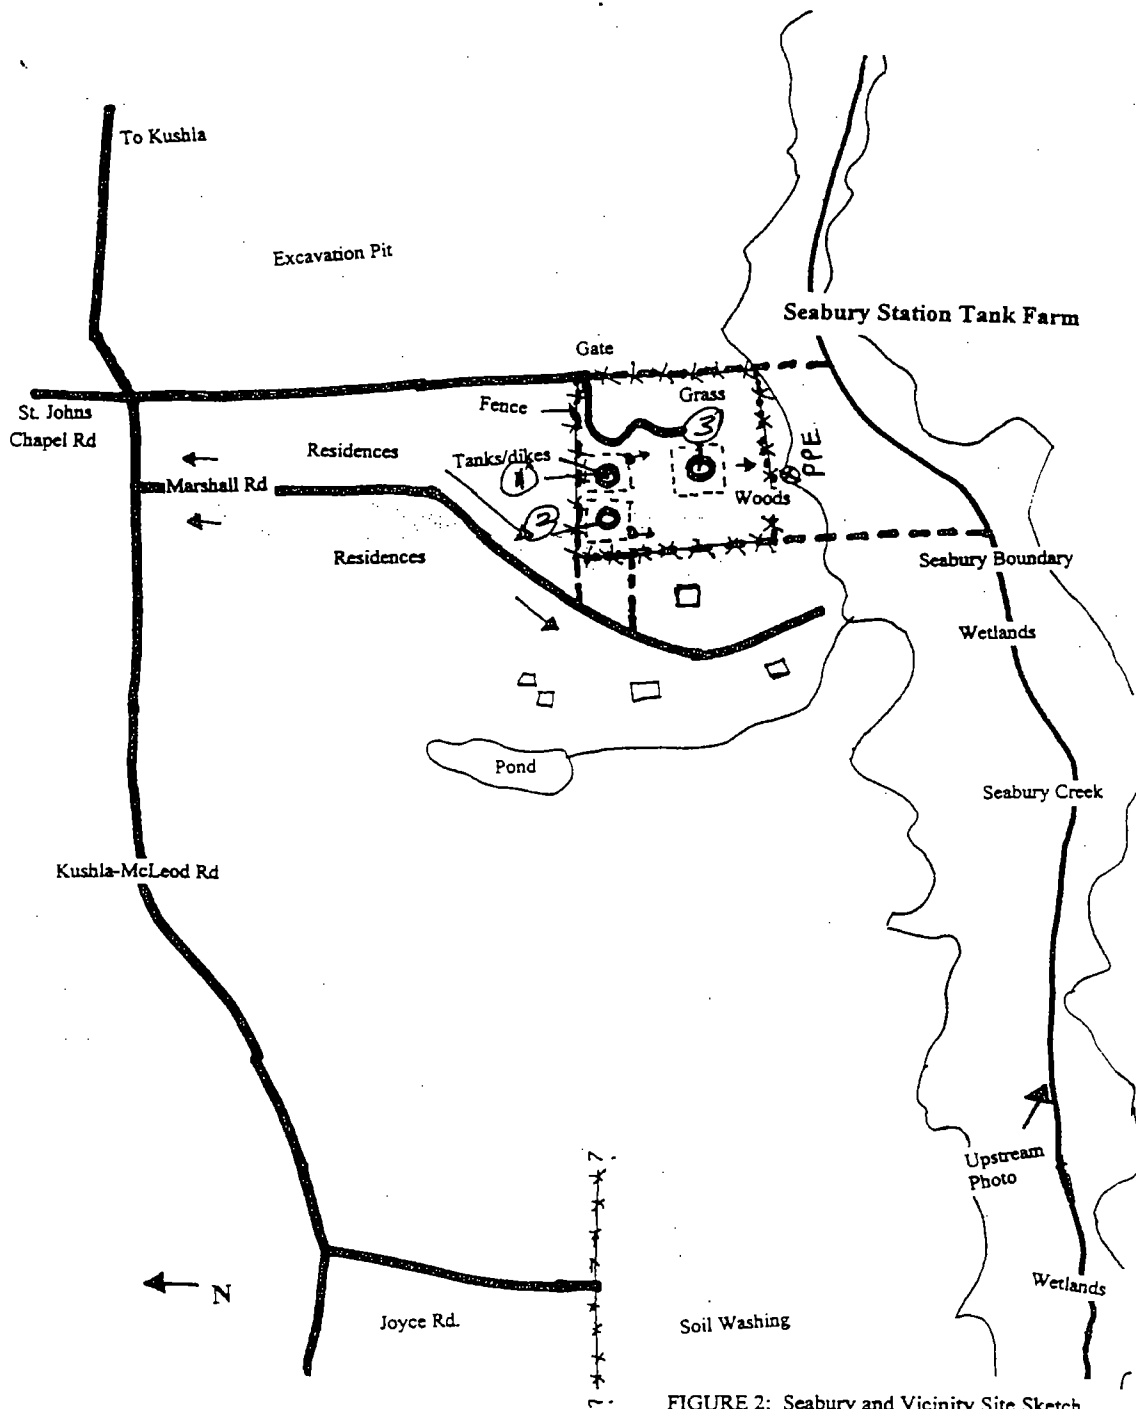 To Kushla
Excavation Pit
Seabury Station Tank Farm
Gate
St. Johns
Chapel Rd
Fence
Grass
3
Residences
Tanks/dikes
1
PPE
Marshall Rd
Woods
2
Residences
Seabury Boundary
Wetlands
Pond
Seabury Creek
Kushla-McLeod Rd
Upstream
Photo
?
N
Wetlands
Joyce Rd.
Soil Washing
?
FIGURE 2: Seabury and Vicinity Site Sketch